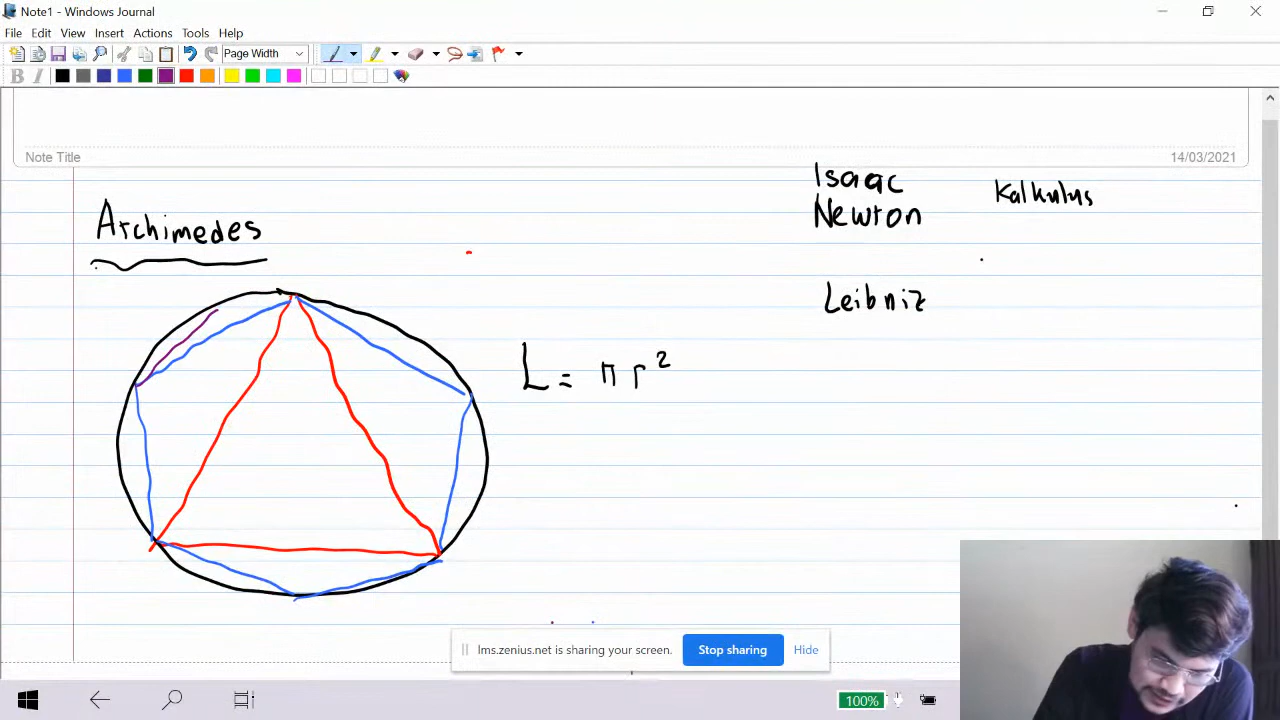 Note1 - Windows Journal
File Edit View Insert Actions Tools Help
Page Width
B I
Note Title
14/03/2021
Archimedes
Isaac
Newton
Kalkulus
Leibniz
L = π r²
lms.zenius.net is sharing your screen. Stop sharing Hide
100%